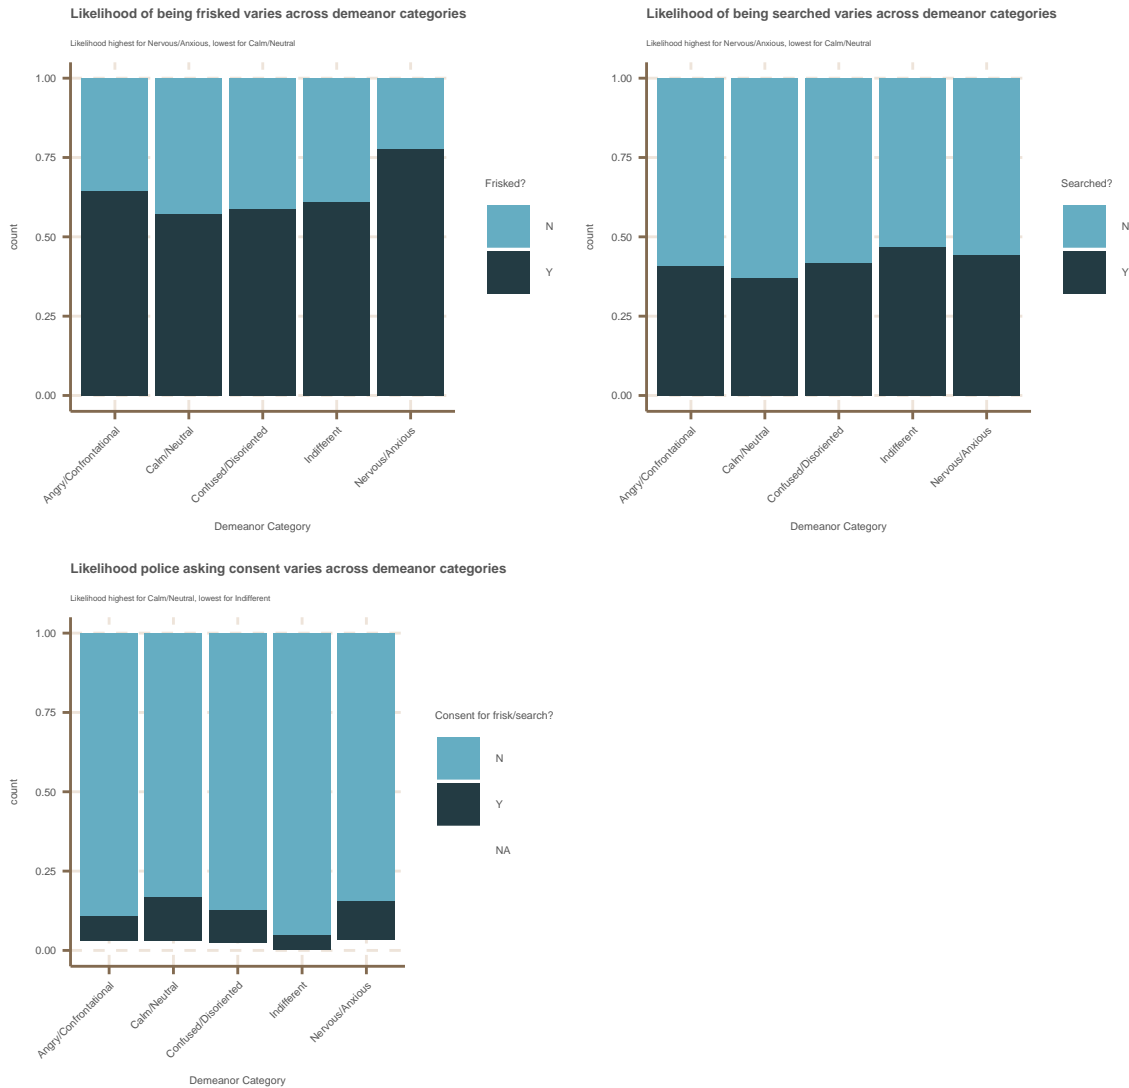 Likelihood of being frisked varies across demeanor categories
Likelihood highest for Nervous/Anxious, lowest for Calm/Neutral
1.00
0.75
0.50
0.25
0.00
count
Angry/Confrontational
Calm/Neutral
Confused/Disoriented
Indifferent
Nervous/Anxious
Demeanor Category
Frisked?
N
Y
Likelihood of being searched varies across demeanor categories
Likelihood highest for Nervous/Anxious, lowest for Calm/Neutral
1.00
0.75
0.50
0.25
0.00
count
Angry/Confrontational
Calm/Neutral
Confused/Disoriented
Indifferent
Nervous/Anxious
Demeanor Category
Searched?
N
Y
Likelihood police asking consent varies across demeanor categories
Likelihood highest for Calm/Neutral, lowest for Indifferent
1.00
0.75
0.50
0.25
0.00
count
Angry/Confrontational
Calm/Neutral
Confused/Disoriented
Indifferent
Nervous/Anxious
Demeanor Category
Consent for frisk/search?
N
Y
NA